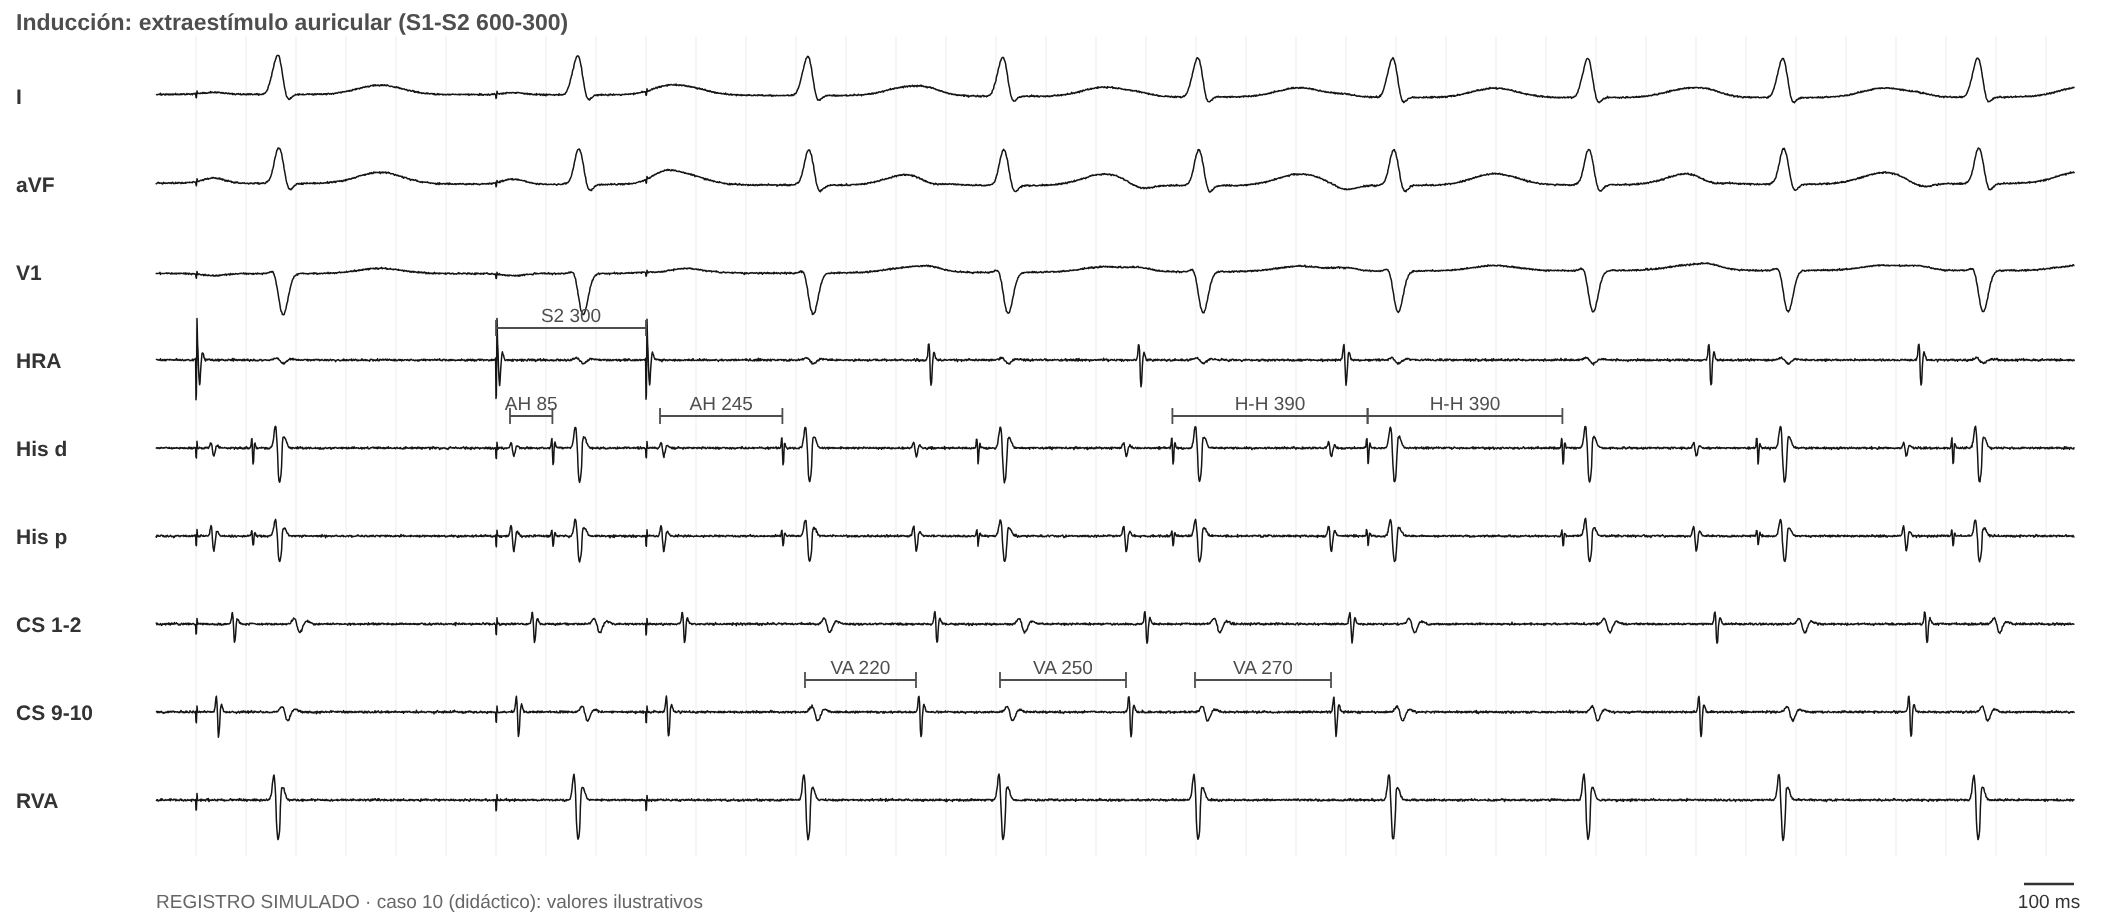 Inducción: extraestímulo auricular (S1-S2 600-300)
I
aVF
V1
S2 300
HRA
AH 85
AH 245
H-H 390
H-H 390
His d
His p
CS 1-2
VA 220
VA 250
VA 270
CS 9-10
RVA
REGISTRO SIMULADO · caso 10 (didáctico): valores ilustrativos
100 ms